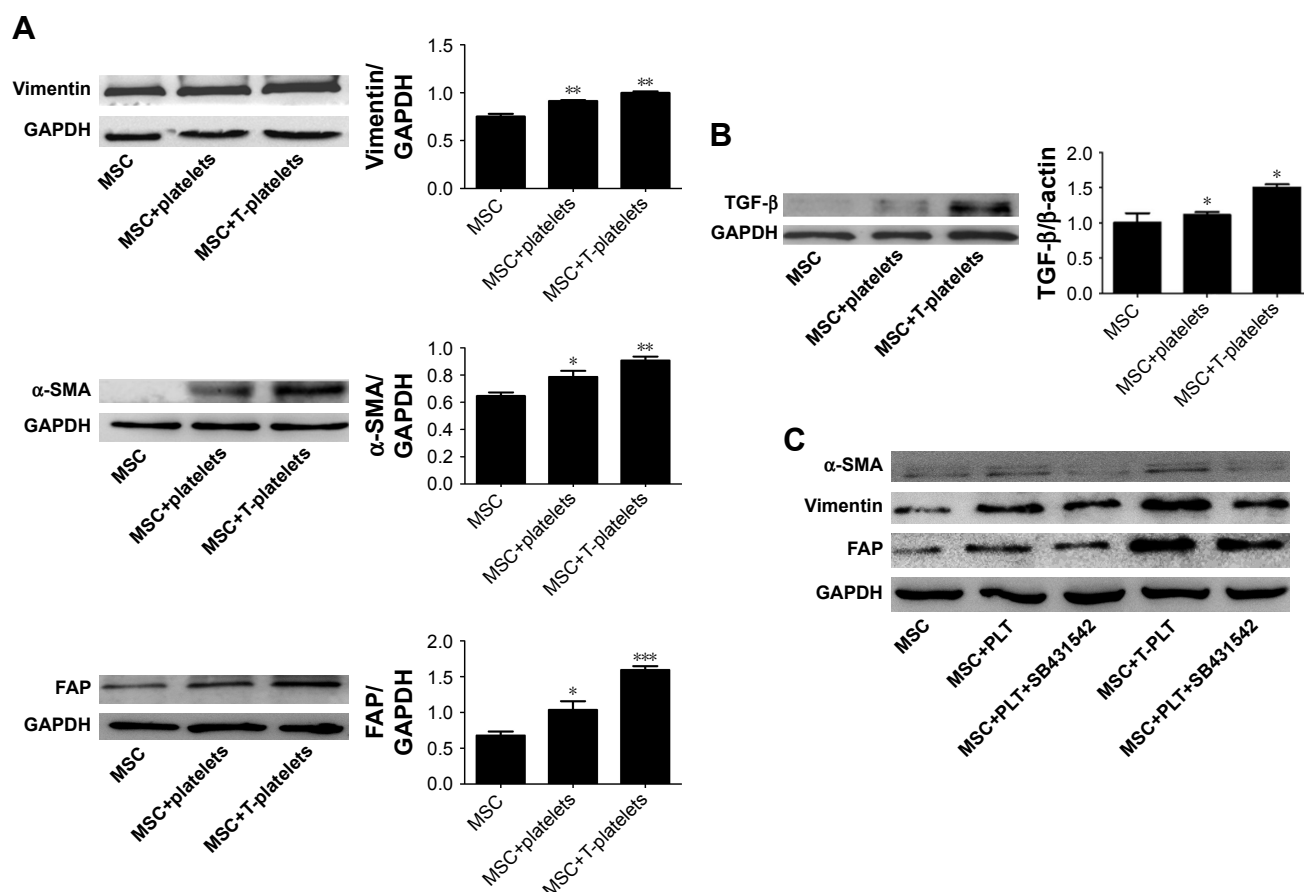 A
Vimentin
GAPDH
MSC
MSC+platelets
MSC+T-platelets
Vimentin/
GAPDH
1.5
1.0
0.5
0.0
**
**
MSC
MSC+platelets
MSC+T-platelets
α-SMA
GAPDH
MSC
MSC+platelets
MSC+T-platelets
α-SMA/
GAPDH
1.0
0.8
0.6
0.4
0.2
0.0
*
**
MSC
MSC+platelets
MSC+T-platelets
FAP
GAPDH
MSC
MSC+platelets
MSC+T-platelets
FAP/
GAPDH
2.0
1.5
1.0
0.5
0.0
*
***
MSC
MSC+platelets
MSC+T-platelets
B
TGF-β
GAPDH
MSC
MSC+platelets
MSC+T-platelets
TGF-β/β-actin
2.0
1.5
1.0
0.5
0.0
*
*
MSC
MSC+platelets
MSC+T-platelets
C
α-SMA
Vimentin
FAP
GAPDH
MSC
MSC+PLT
MSC+PLT+SB431542
MSC+T-PLT
MSC+PLT+SB431542